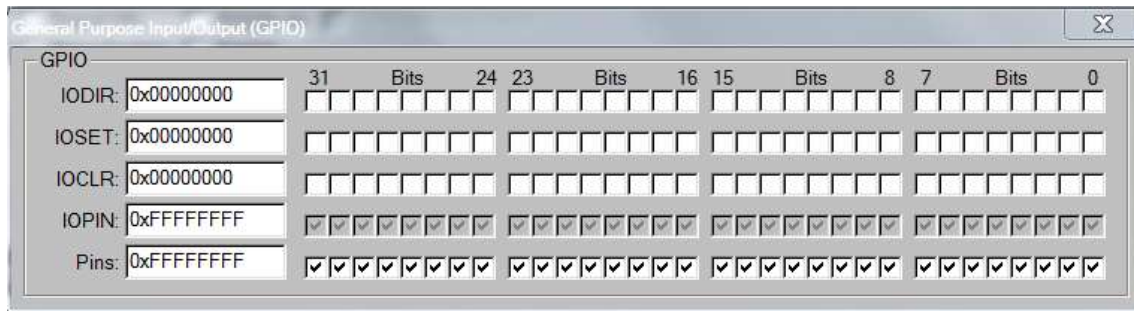 General Purpose Input/Output (GPIO)
GPIO
31 Bits 24 23 Bits 16 15 Bits 8 7 Bits 0
IODIR: 0x00000000
IOSET: 0x00000000
IOCLR: 0x00000000
IOPIN: 0xFFFFFFFF
Pins: 0xFFFFFFFF